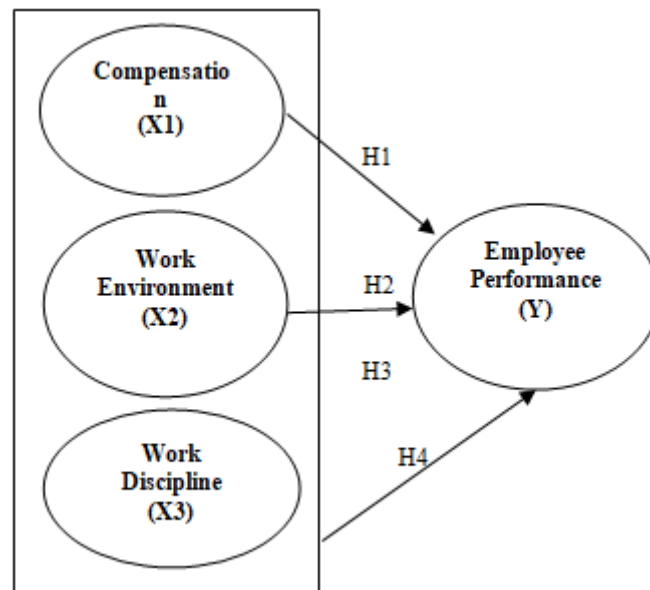 Compensatio
n
(X1)
H1
Work
Environment
(X2)
H2
Employee
Performance
(Y)
H3
Work
Discipline
(X3)
H4